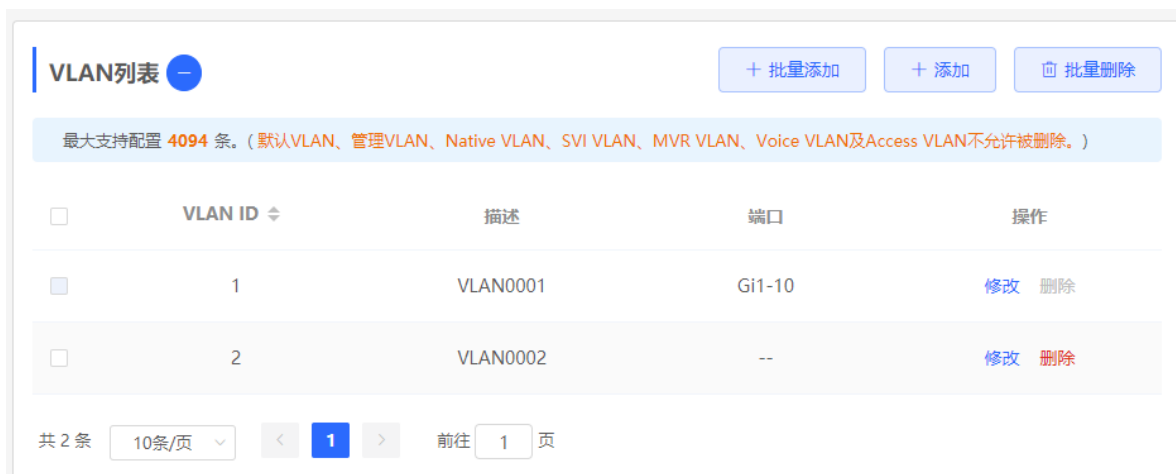 VLAN列表
+ 批量添加 + 添加 批量删除
最大支持配置 4094 条。( 默认VLAN、管理VLAN、Native VLAN、SVI VLAN、MVR VLAN、Voice VLAN及Access VLAN不允许被删除。)
VLAN ID 描述 端口 操作
1 VLAN0001 Gi1-10 修改 删除
2 VLAN0002 -- 修改 删除
共 2 条 10条/页 < 1 > 前往 1 页